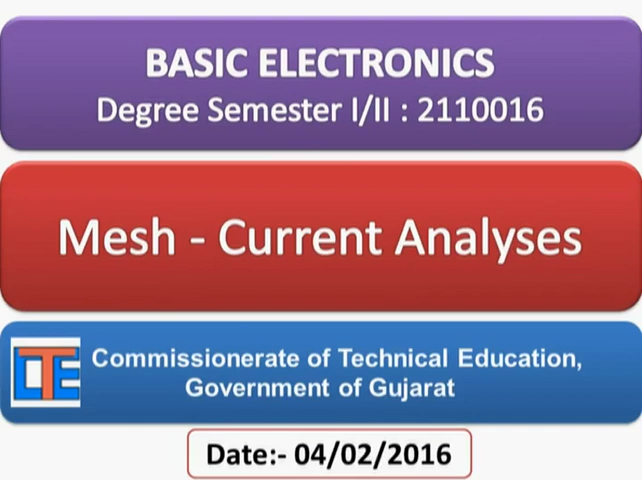 BASIC ELECTRONICS
Degree Semester I/II : 2110016
Mesh - Current Analyses
CTE
Commissionerate of Technical Education,
Government of Gujarat
Date:- 04/02/2016